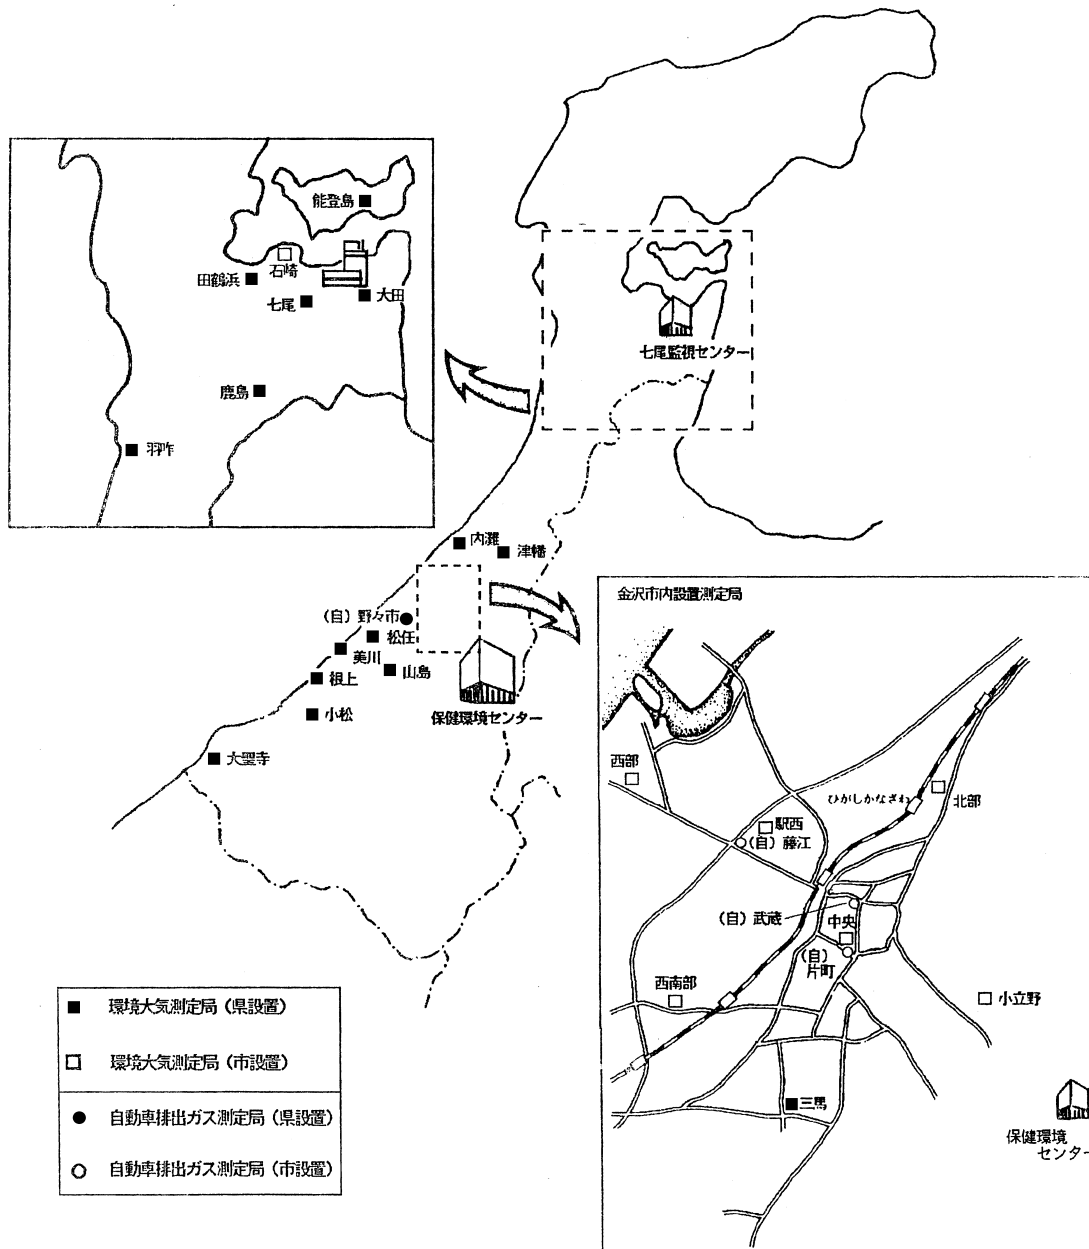 能登島
石崎
田鶴浜
七尾
大田
鹿島
羽咋
七尾監視センター
内灘
津幡
(自) 野々市
松任
美川
山島
根上
保健環境センター
小松
大聖寺
金沢市内設置測定局
西部
ひがしかなざわ
北部
駅西
(自) 藤江
(自) 武蔵
中央
(自)
片町
西南部
小立野
三馬
保健環境
センター
■ 環境大気測定局 (県設置)
□ 環境大気測定局 (市設置)
● 自動車排出ガス測定局 (県設置)
○ 自動車排出ガス測定局 (市設置)